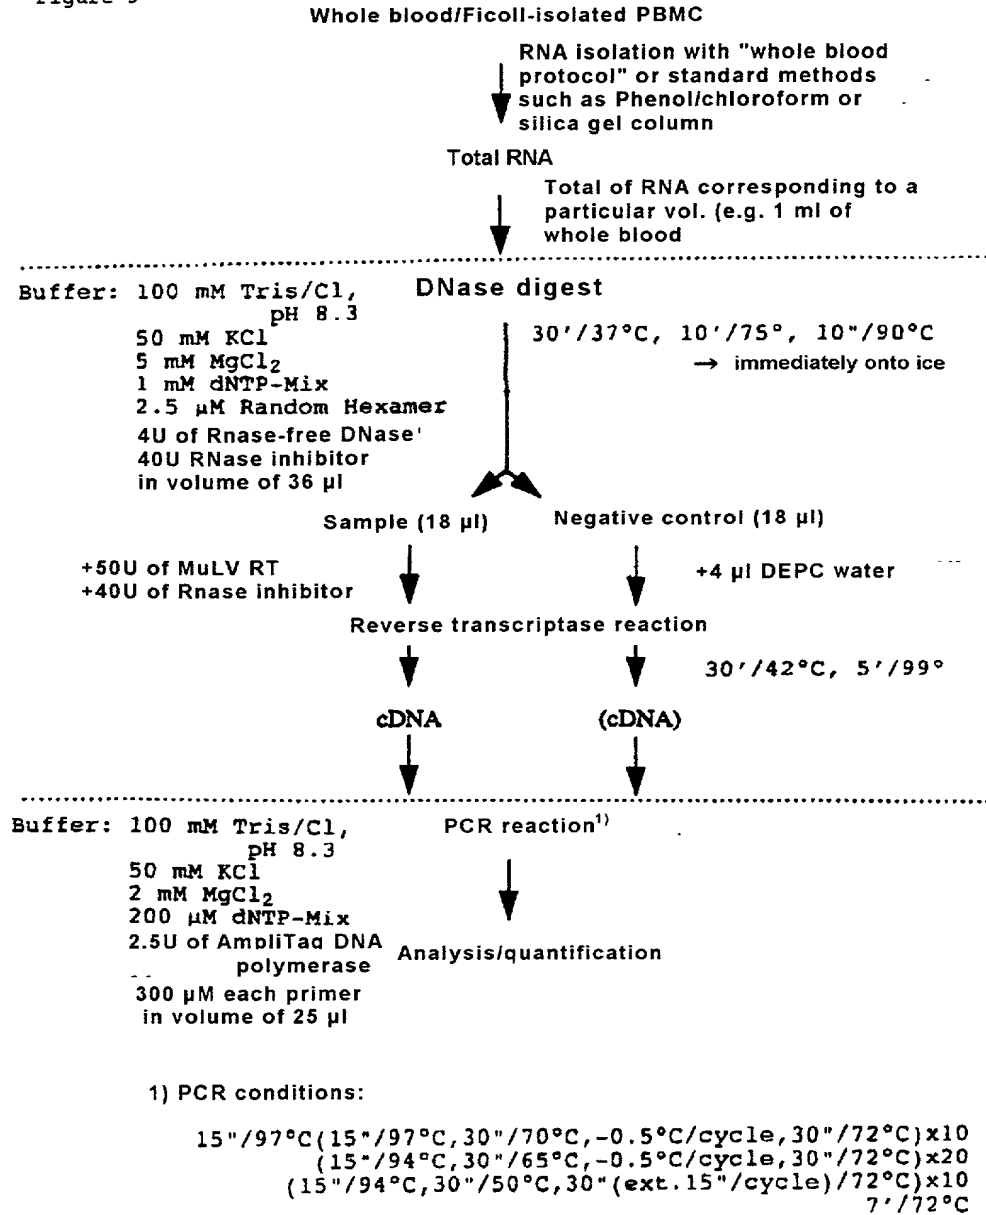 Figure 3
Whole blood/Ficoll-isolated PBMC
RNA isolation with "whole blood
protocol" or standard methods
such as Phenol/chloroform or
silica gel column
Total RNA
Total of RNA corresponding to a
particular vol. (e.g. 1 ml of
whole blood
Buffer: 100 mM Tris/Cl,
pH 8.3
50 mM KCl
5 mM MgCl2
1 mM dNTP-Mix
2.5 µM Random Hexamer
4U of Rnase-free DNase
40U RNase inhibitor
in volume of 36 µl
DNase digest
30'/37°C, 10'/75°, 10"/90°C
→ immediately onto ice
Sample (18 µl)
Negative control (18 µl)
+50U of MuLV RT
+40U of Rnase inhibitor
+4 µl DEPC water
Reverse transcriptase reaction
30'/42°C, 5'/99°
cDNA
(cDNA)
Buffer: 100 mM Tris/Cl,
pH 8.3
50 mM KCl
2 mM MgCl2
200 µM dNTP-Mix
2.5U of AmpliTaq DNA
polymerase
300 µM each primer
in volume of 25 µl
PCR reaction1)
Analysis/quantification
1) PCR conditions:
15"/97°C(15"/97°C,30"/70°C,-0.5°C/cycle,30"/72°C)x10
(15"/94°C,30"/65°C,-0.5°C/cycle,30"/72°C)x20
(15"/94°C,30"/50°C,30"(ext.15"/cycle)/72°C)x10
7'/72°C